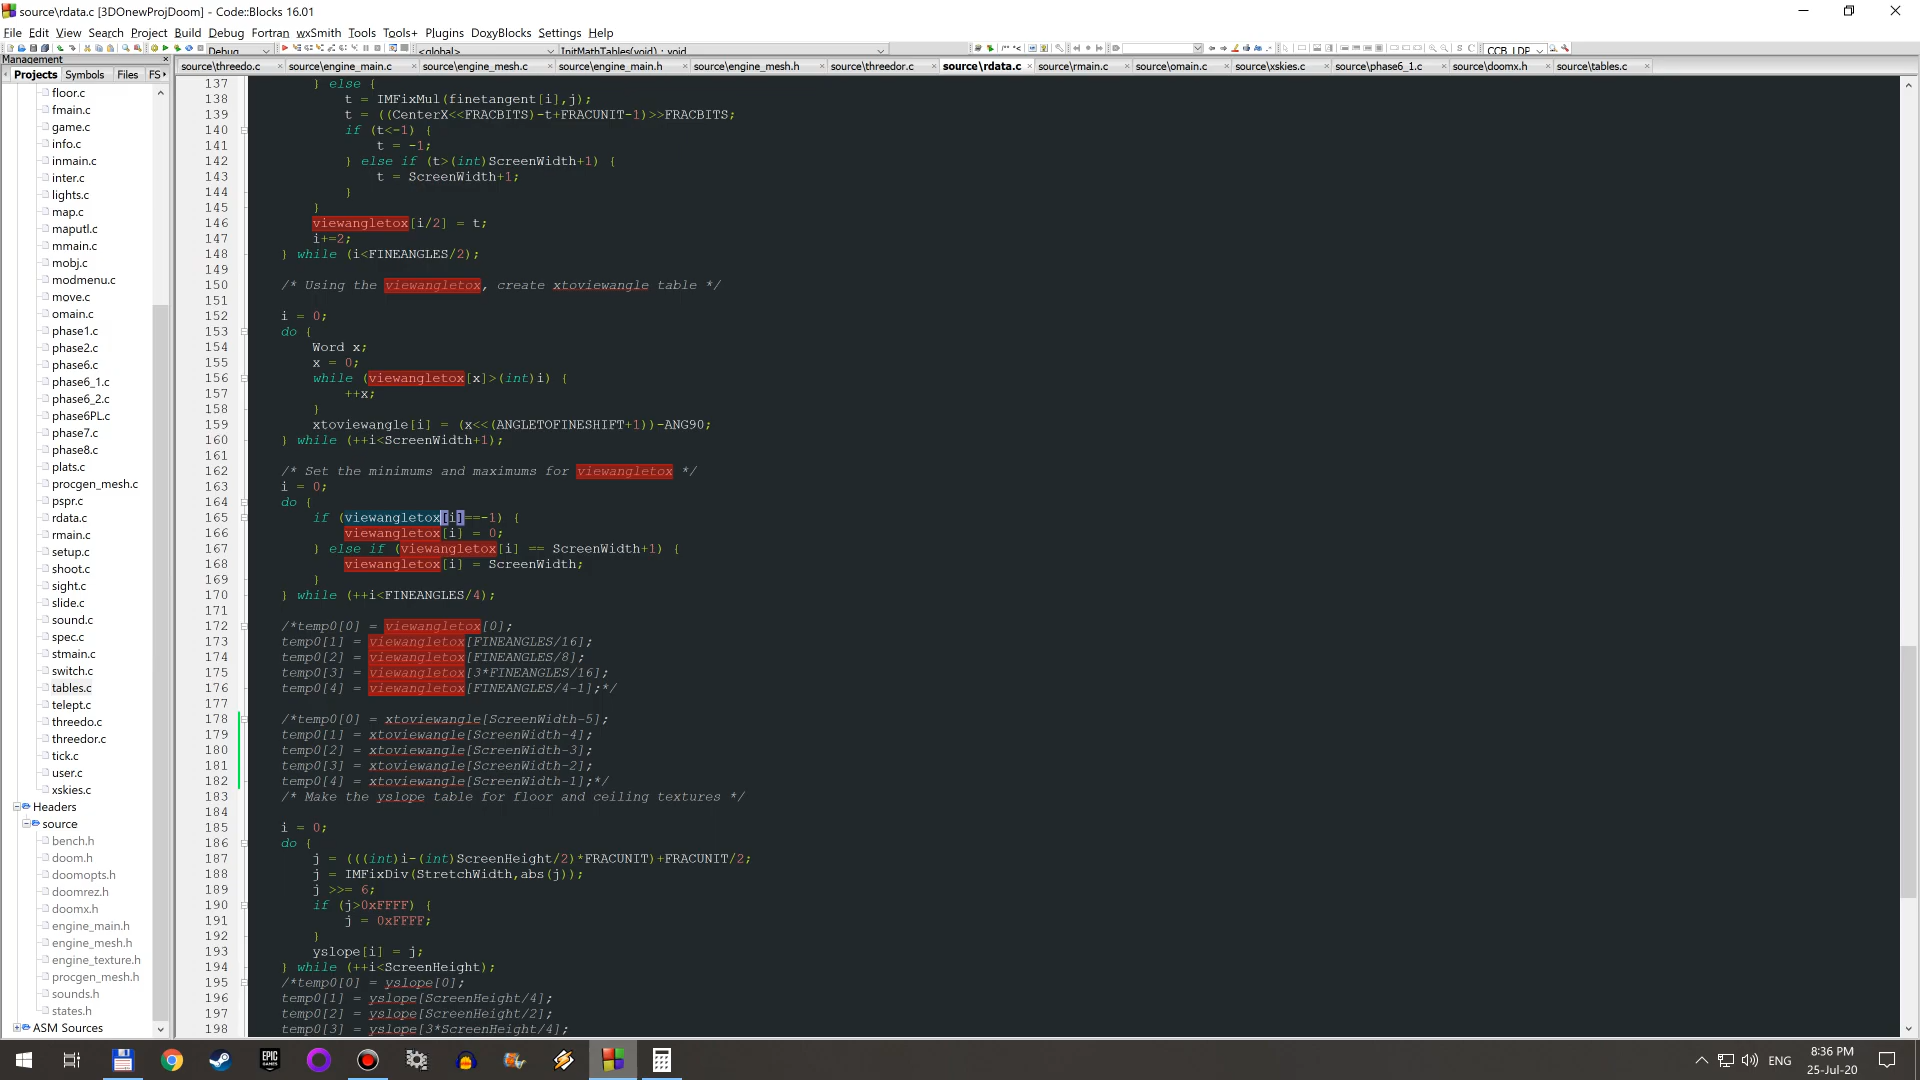 source\rdata.c [3DOnewProjDoom] - Code::Blocks 16.01
File Edit View Search Project Build Debug Fortran wxSmith Tools Tools+ Plugins DoxyBlocks Settings Help
Debug <global> InitMathTables(void) : void CCB_LDP
Management
Projects Symbols Files FS
source\threedo.c source\engine_main.c source\engine_mesh.c source\engine_main.h source\engine_mesh.h source\threedor.c source\rdata.c source\rmain.c source\omain.c source\xskies.c source\phase6_1.c source\doomx.h source\tables.c
floor.c
fmain.c
game.c
info.c
inmain.c
inter.c
lights.c
map.c
maputl.c
mmain.c
mobj.c
modmenu.c
move.c
omain.c
phase1.c
phase2.c
phase6.c
phase6_1.c
phase6_2.c
phase6PL.c
phase7.c
phase8.c
plats.c
procgen_mesh.c
pspr.c
rdata.c
rmain.c
setup.c
shoot.c
sight.c
slide.c
sound.c
spec.c
stmain.c
switch.c
tables.c
telept.c
threedo.c
threedor.c
tick.c
user.c
xskies.c
Headers
source
bench.h
doom.h
doomopts.h
doomrez.h
doomx.h
engine_main.h
engine_mesh.h
engine_texture.h
procgen_mesh.h
sounds.h
states.h
ASM Sources
137 } else {
138 t = IMFixMul(finetangent[i],j);
139 t = ((CenterX<<FRACBITS)-t+FRACUNIT-1)>>FRACBITS;
140 if (t<-1) {
141 t = -1;
142 } else if (t>(int)ScreenWidth+1) {
143 t = ScreenWidth+1;
144 }
145 }
146 viewangletox[i/2] = t;
147 i+=2;
148 } while (i<FINEANGLES/2);
149
150 /* Using the viewangletox, create xtoviewangle table */
151
152 i = 0;
153 do {
154 Word x;
155 x = 0;
156 while (viewangletox[x]>(int)i) {
157 ++x;
158 }
159 xtoviewangle[i] = (x<<(ANGLETOFINESHIFT+1))-ANG90;
160 } while (++i<ScreenWidth+1);
161
162 /* Set the minimums and maximums for viewangletox */
163 i = 0;
164 do {
165 if (viewangletox[i]==-1) {
166 viewangletox[i] = 0;
167 } else if (viewangletox[i] == ScreenWidth+1) {
168 viewangletox[i] = ScreenWidth;
169 }
170 } while (++i<FINEANGLES/4);
171
172 /*temp0[0] = viewangletox[0];
173 temp0[1] = viewangletox[FINEANGLES/16];
174 temp0[2] = viewangletox[FINEANGLES/8];
175 temp0[3] = viewangletox[3*FINEANGLES/16];
176 temp0[4] = viewangletox[FINEANGLES/4-1];*/
177
178 /*temp0[0] = xtoviewangle[ScreenWidth-5];
179 temp0[1] = xtoviewangle[ScreenWidth-4];
180 temp0[2] = xtoviewangle[ScreenWidth-3];
181 temp0[3] = xtoviewangle[ScreenWidth-2];
182 temp0[4] = xtoviewangle[ScreenWidth-1];*/
183 /* Make the yslope table for floor and ceiling textures */
184
185 i = 0;
186 do {
187 j = (((int)i-(int)ScreenHeight/2)*FRACUNIT)+FRACUNIT/2;
188 j = IMFixDiv(StretchWidth,abs(j));
189 j >>= 6;
190 if (j>0xFFFF) {
191 j = 0xFFFF;
192 }
193 yslope[i] = j;
194 } while (++i<ScreenHeight);
195 /*temp0[0] = yslope[0];
196 temp0[1] = yslope[ScreenHeight/4];
197 temp0[2] = yslope[ScreenHeight/2];
198 temp0[3] = yslope[3*ScreenHeight/4];
EPIC GAMES
ENG
8:36 PM
25-Jul-20